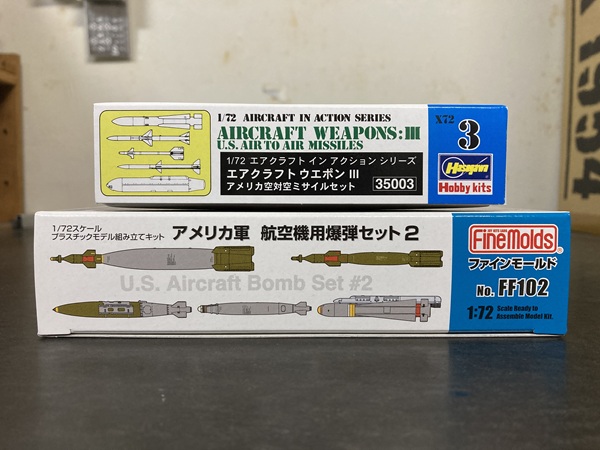 1/72 AIRCRAFT IN ACTION SERIES
AIRCRAFT WEAPONS:III
U.S. AIR TO AIR MISSILES
1/72 エアクラフト イン アクション シリーズ
エアクラフト ウエポン III
アメリカ空対空ミサイルセット
35003
X72
3
Hasegawa
Hobby kits
1/72スケール
プラスチックモデル組み立てキット
アメリカ軍 航空機用爆弾セット2
U.S. Aircraft Bomb Set #2
FineMolds
ファインモールド
No. FF102
1:72 Scale Ready to
Assemble Model Kit.